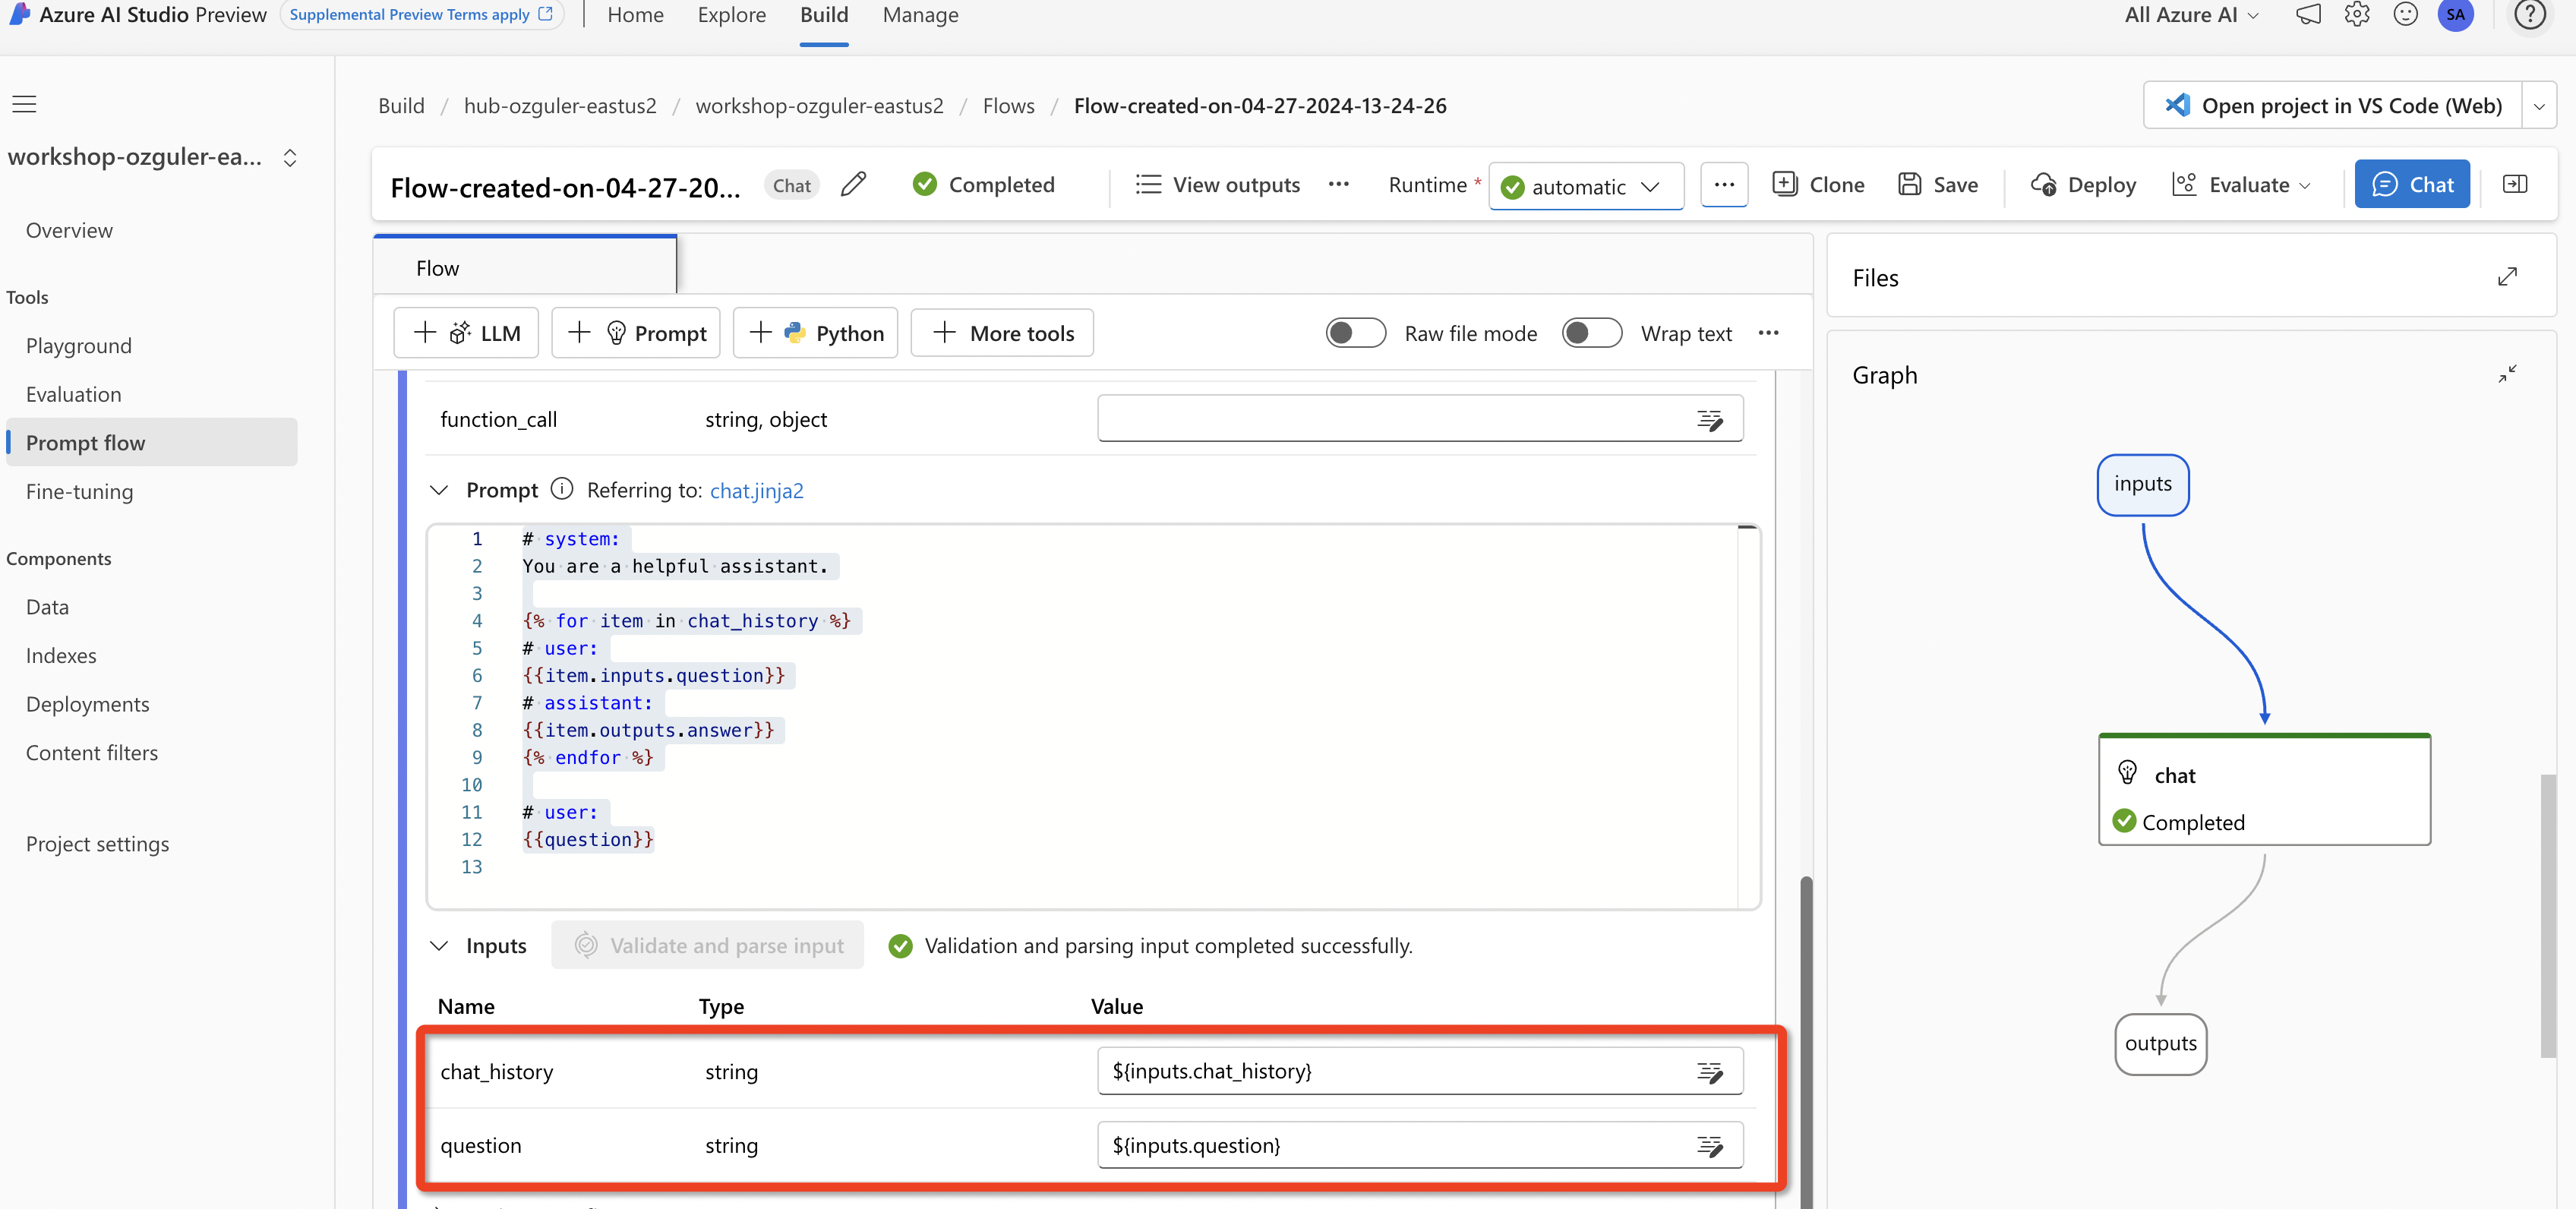 Azure AI Studio Preview Supplemental Preview Terms apply Home Explore Build Manage All Azure AI SA
Build / hub-ozguler-eastus2 / workshop-ozguler-eastus2 / Flows / Flow-created-on-04-27-2024-13-24-26 Open project in VS Code (Web)
workshop-ozguler-ea...
Overview
Tools
Playground
Evaluation
Prompt flow
Fine-tuning
Components
Data
Indexes
Deployments
Content filters
Project settings
Flow-created-on-04-27-20... Chat Completed View outputs ... Runtime * automatic ... Clone Save Deploy Evaluate Chat
Flow
+ LLM + Prompt + Python + More tools Raw file mode Wrap text ...
function_call string, object
Prompt Referring to: chat.jinja2
1 # system:
2 You are a helpful assistant.
3
4 {% for item in chat_history %}
5 # user:
6 {{item.inputs.question}}
7 # assistant:
8 {{item.outputs.answer}}
9 {% endfor %}
10
11 # user:
12 {{question}}
13
Inputs Validate and parse input Validation and parsing input completed successfully.
Name Type Value
chat_history string ${inputs.chat_history}
question string ${inputs.question}
Files
Graph
inputs
chat
Completed
outputs